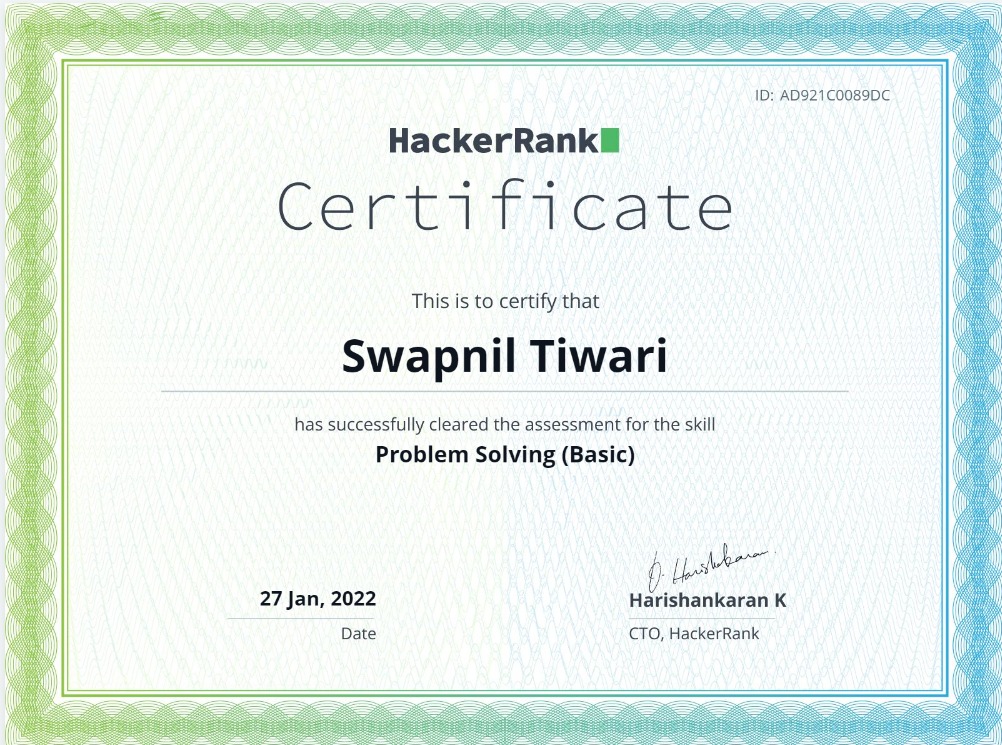 ID: AD921C0089DC
HackerRank
Certificate
This is to certify that
Swapnil Tiwari
has successfully cleared the assessment for the skill
Problem Solving (Basic)
27 Jan, 2022
Date
O. Harishakaran.
Harishankaran K
CTO, HackerRank